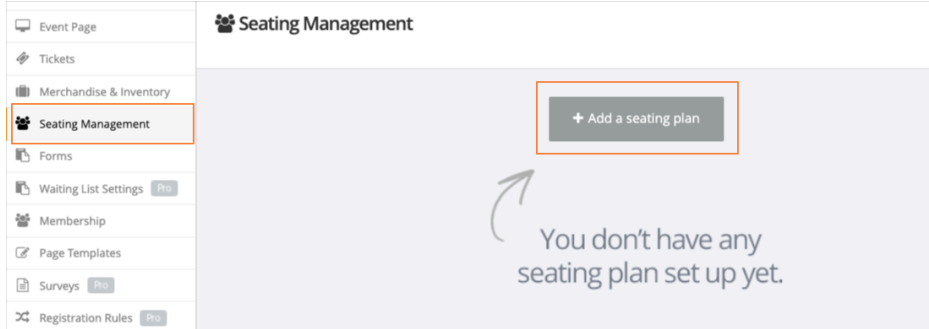 Event Page
Tickets
Merchandise & Inventory
Seating Management
Forms
Waiting List Settings Pro
Membership
Page Templates
Surveys Pro
Registration Rules Pro
Seating Management
+ Add a seating plan
You don't have any
seating plan set up yet.